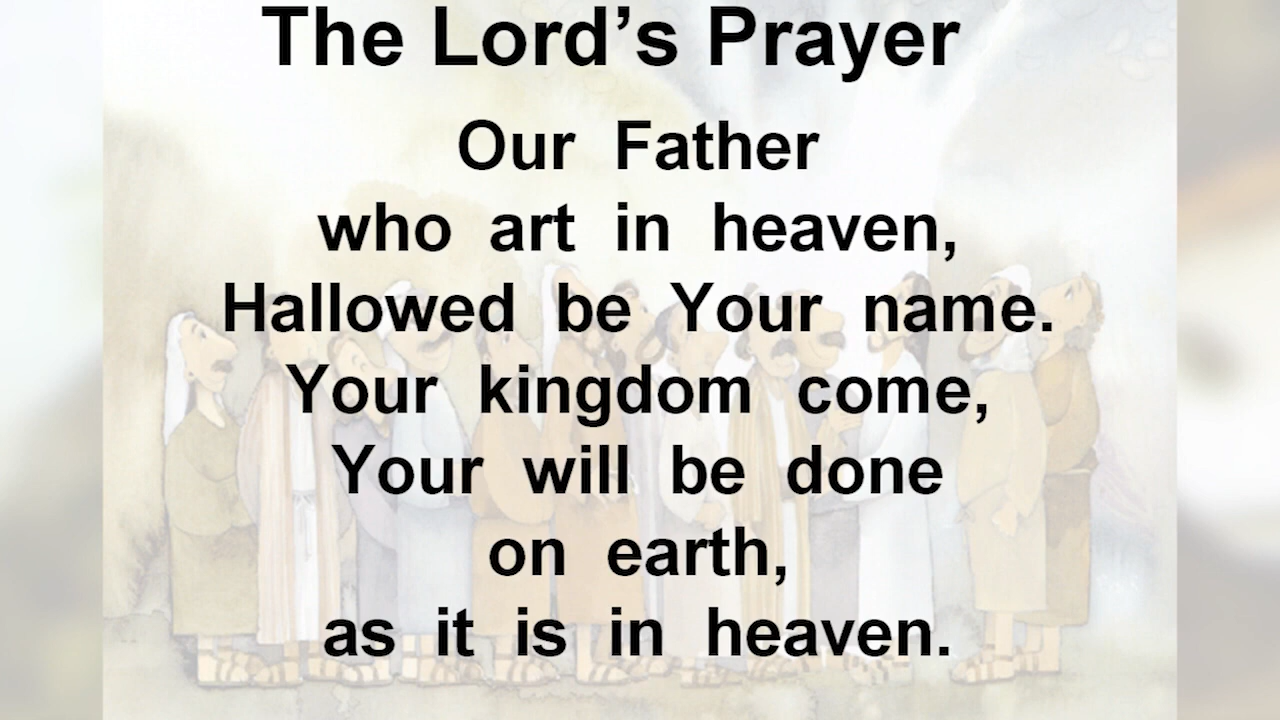 The Lord’s Prayer
Our Father
who art in heaven,
Hallowed be Your name.
Your kingdom come,
Your will be done
on earth,
as it is in heaven.